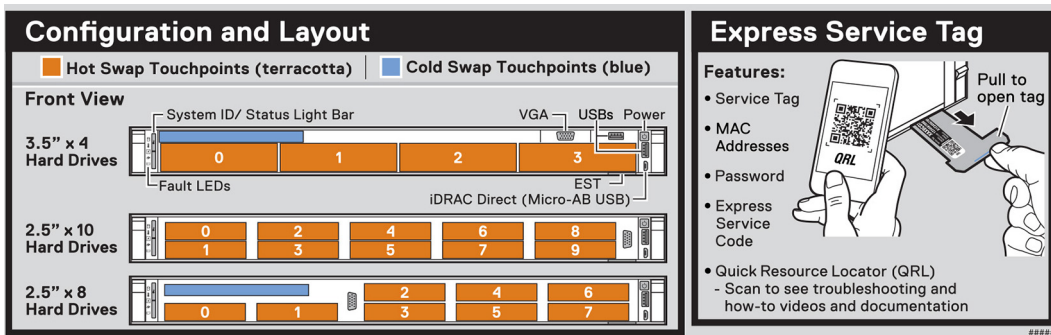 Configuration and Layout
Hot Swap Touchpoints (terracotta)
Cold Swap Touchpoints (blue)
Front View
System ID/ Status Light Bar
VGA
USBs
Power
3.5” x 4
Hard Drives
0
1
2
3
Fault LEDs
EST
iDRAC Direct (Micro-AB USB)
2.5” x 10
Hard Drives
0 2 4 6 8
1 3 5 7 9
2.5” x 8
Hard Drives
2 4 6
0 1 3 5 7
Express Service Tag
Features:
• Service Tag
• MAC
Addresses
• Password
• Express
Service
Code
• Quick Resource Locator (QRL)
- Scan to see troubleshooting and
how-to videos and documentation
Pull to
open tag
QRL
####